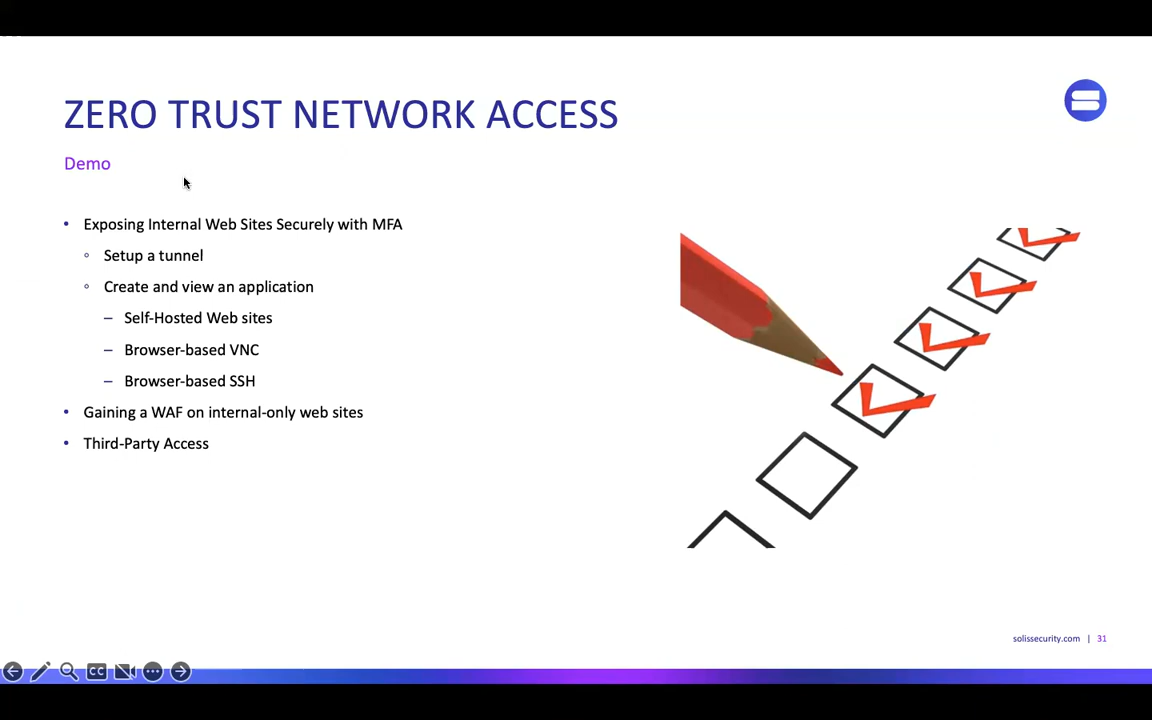 ZERO TRUST NETWORK ACCESS
Demo
• Exposing Internal Web Sites Securely with MFA
◦ Setup a tunnel
◦ Create and view an application
– Self-Hosted Web sites
– Browser-based VNC
– Browser-based SSH
• Gaining a WAF on internal-only web sites
• Third-Party Access
solissecurity.com | 31
CC